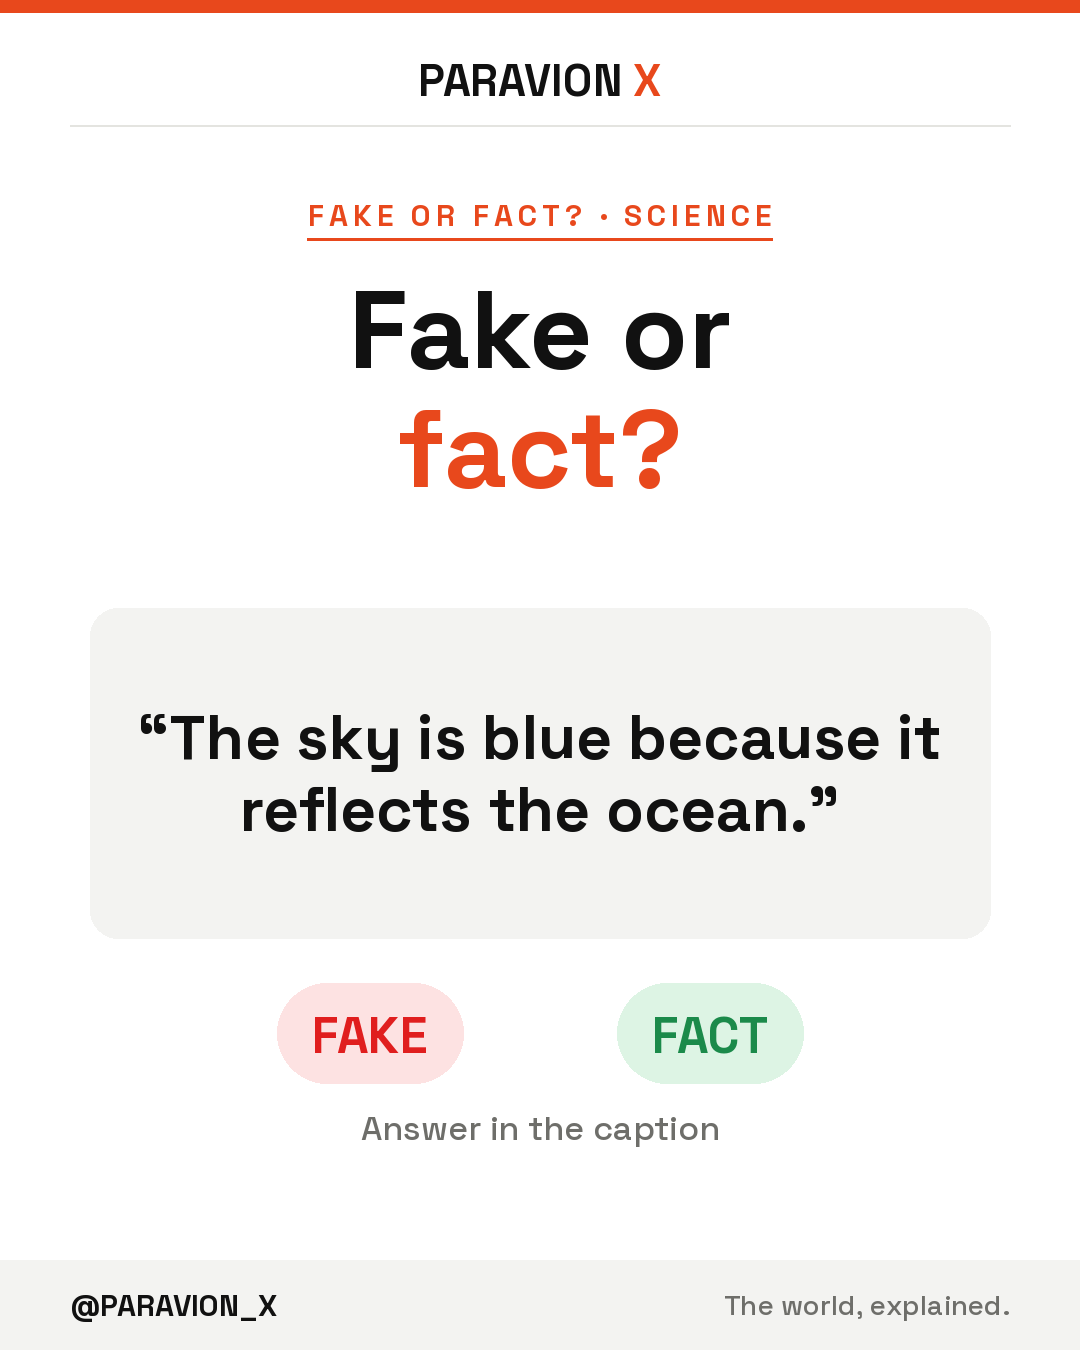 PARAVION X
FAKE OR FACT? · SCIENCE
Fake or
fact?
“The sky is blue because it
reflects the ocean.”
FAKE
FACT
Answer in the caption
@PARAVION_X
The world, explained.